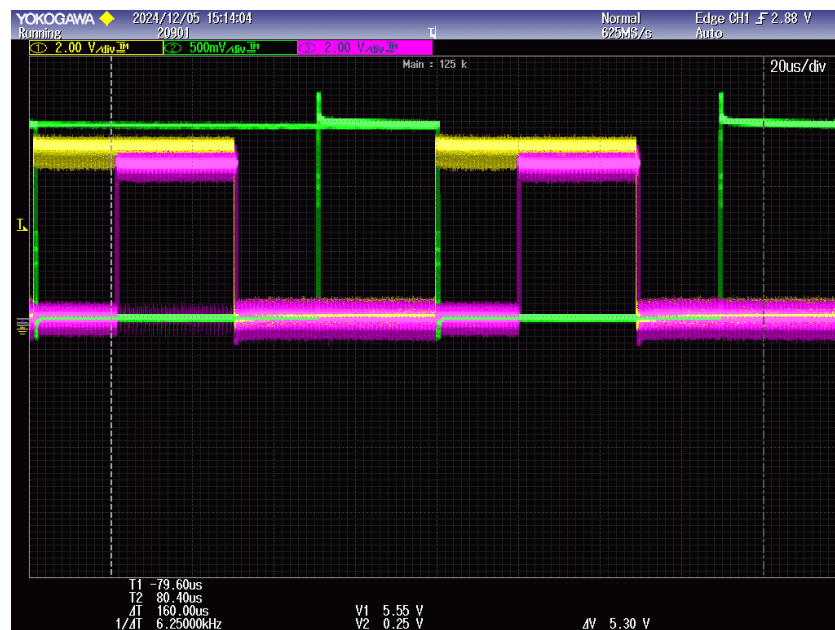 YOKOGAWA 2024/12/05 15:14:04 Normal Edge CH1 2.88 V
Running 20901 625MS/s Auto
1 2.00 V/div 2 500mV/div 3 2.00 V/div
Main : 125 k
20us/div
T1 -79.60us
T2 80.40us
ΔT 160.00us V1 5.55 V
1/ΔT 6.25000kHz V2 0.25 V ΔV 5.30 V